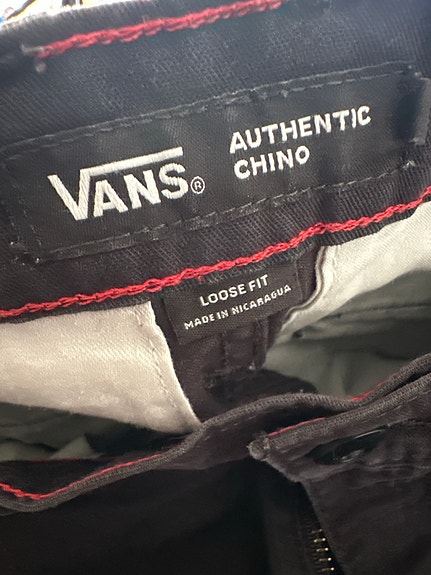 VANS®
AUTHENTIC
CHINO
LOOSE FIT
MADE IN NICARAGUA